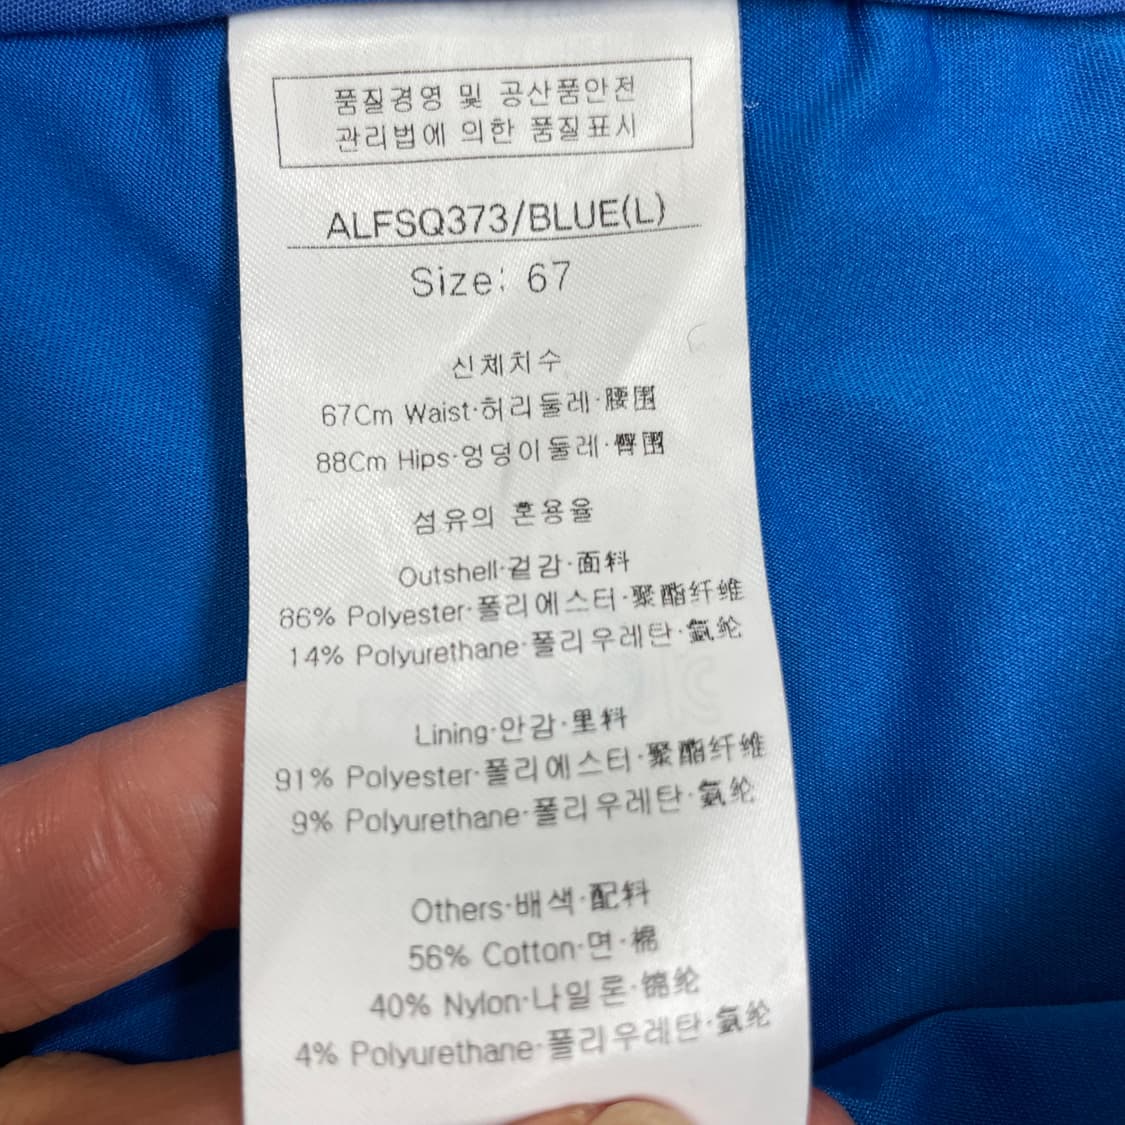 품질경영 및 공산품안전
관리법에 의한 품질표시
ALFSQ373/BLUE(L)
Size: 67
신체치수
67Cm Waist·허리둘레·腰围
88Cm Hips·엉덩이둘레·臀围
섬유의 혼용율
Outshell·겉감·面料
86% Polyester·폴리에스터·聚酯纤维
14% Polyurethane·폴리우레탄·氨纶
Lining·안감·里料
91% Polyester·폴리에스터·聚酯纤维
9% Polyurethane·폴리우레탄·氨纶
Others·배색·配料
56% Cotton·면·棉
40% Nylon·나일론·锦纶
4% Polyurethane·폴리우레탄·氨纶